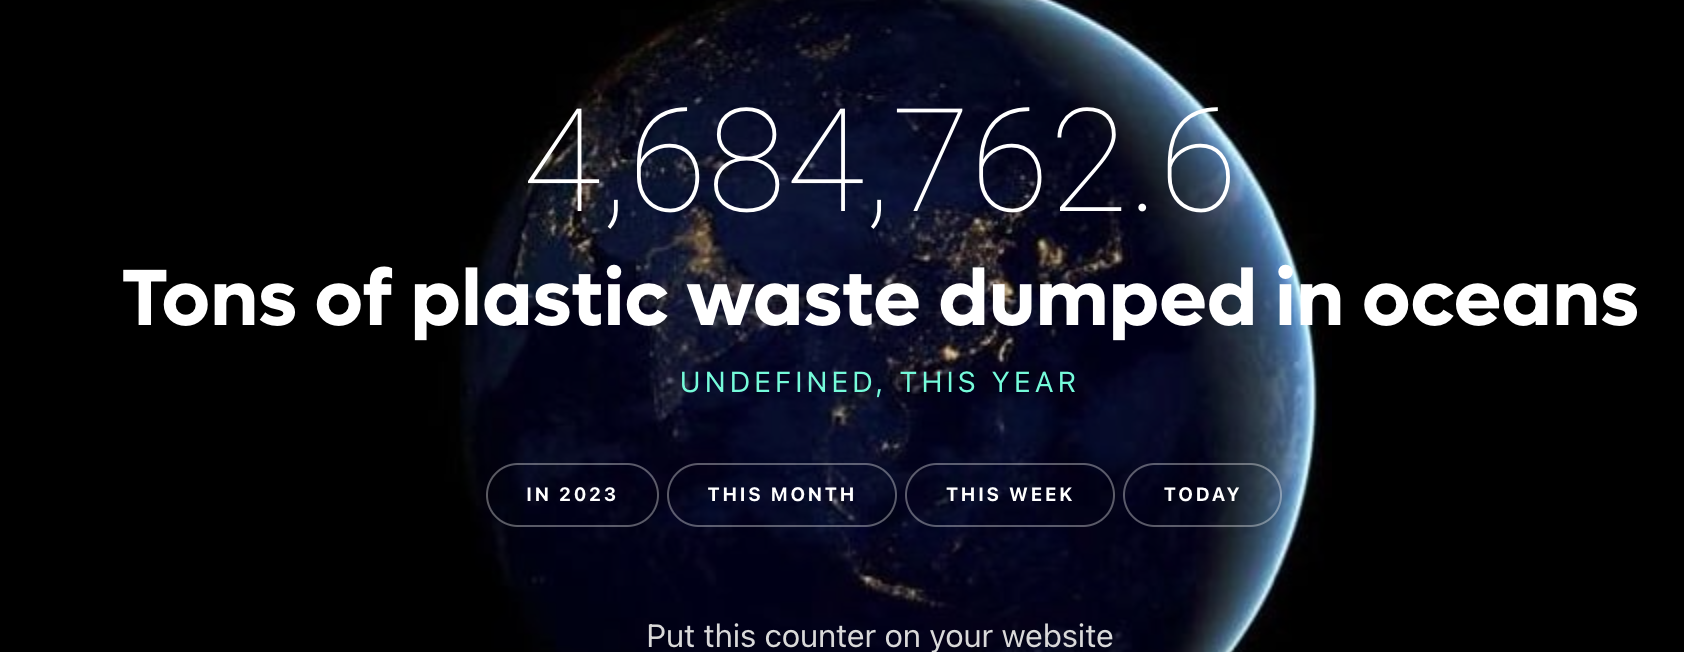 4,684,762.6
Tons of plastic waste dumped in oceans
UNDEFINED, THIS YEAR
IN 2023 THIS MONTH THIS WEEK TODAY
Put this counter on your website